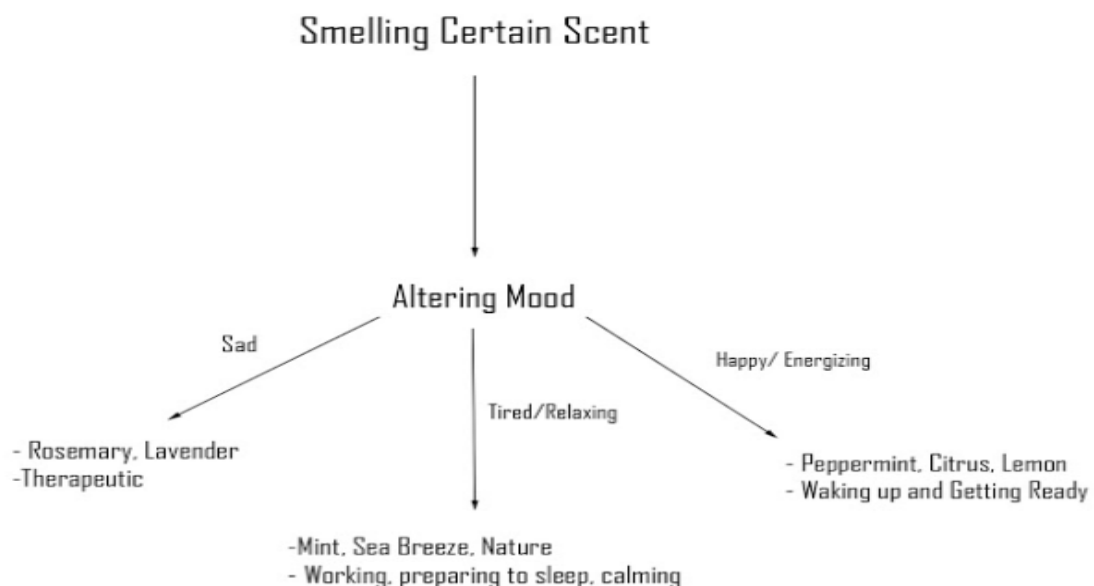 Smelling Certain Scent
Altering Mood
Sad
Happy/ Energizing
Tired/Relaxing
- Rosemary, Lavender
-Therapeutic
- Peppermint, Citrus, Lemon
- Waking up and Getting Ready
-Mint, Sea Breeze, Nature
- Working, preparing to sleep, calming